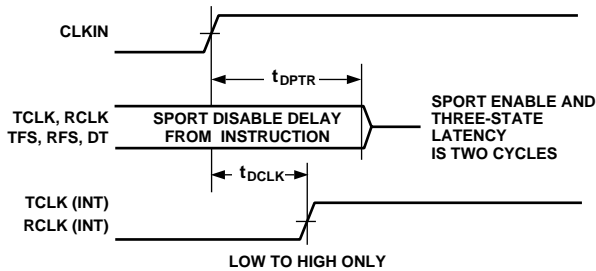 CLKIN
tDPTR
TCLK, RCLK
TFS, RFS, DT
SPORT DISABLE DELAY
FROM INSTRUCTION
SPORT ENABLE AND
THREE-STATE
LATENCY
IS TWO CYCLES
tDCLK
TCLK (INT)
RCLK (INT)
LOW TO HIGH ONLY